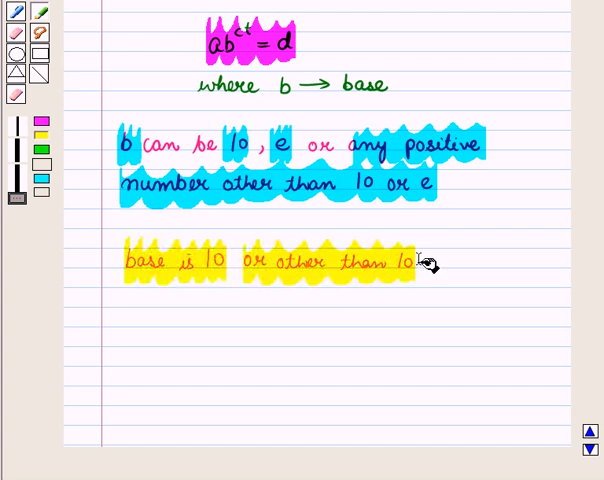 ab^ct = d
where b → base
b can be 10, e or any positive
number other than 10 or e
base is 10 or other than 10